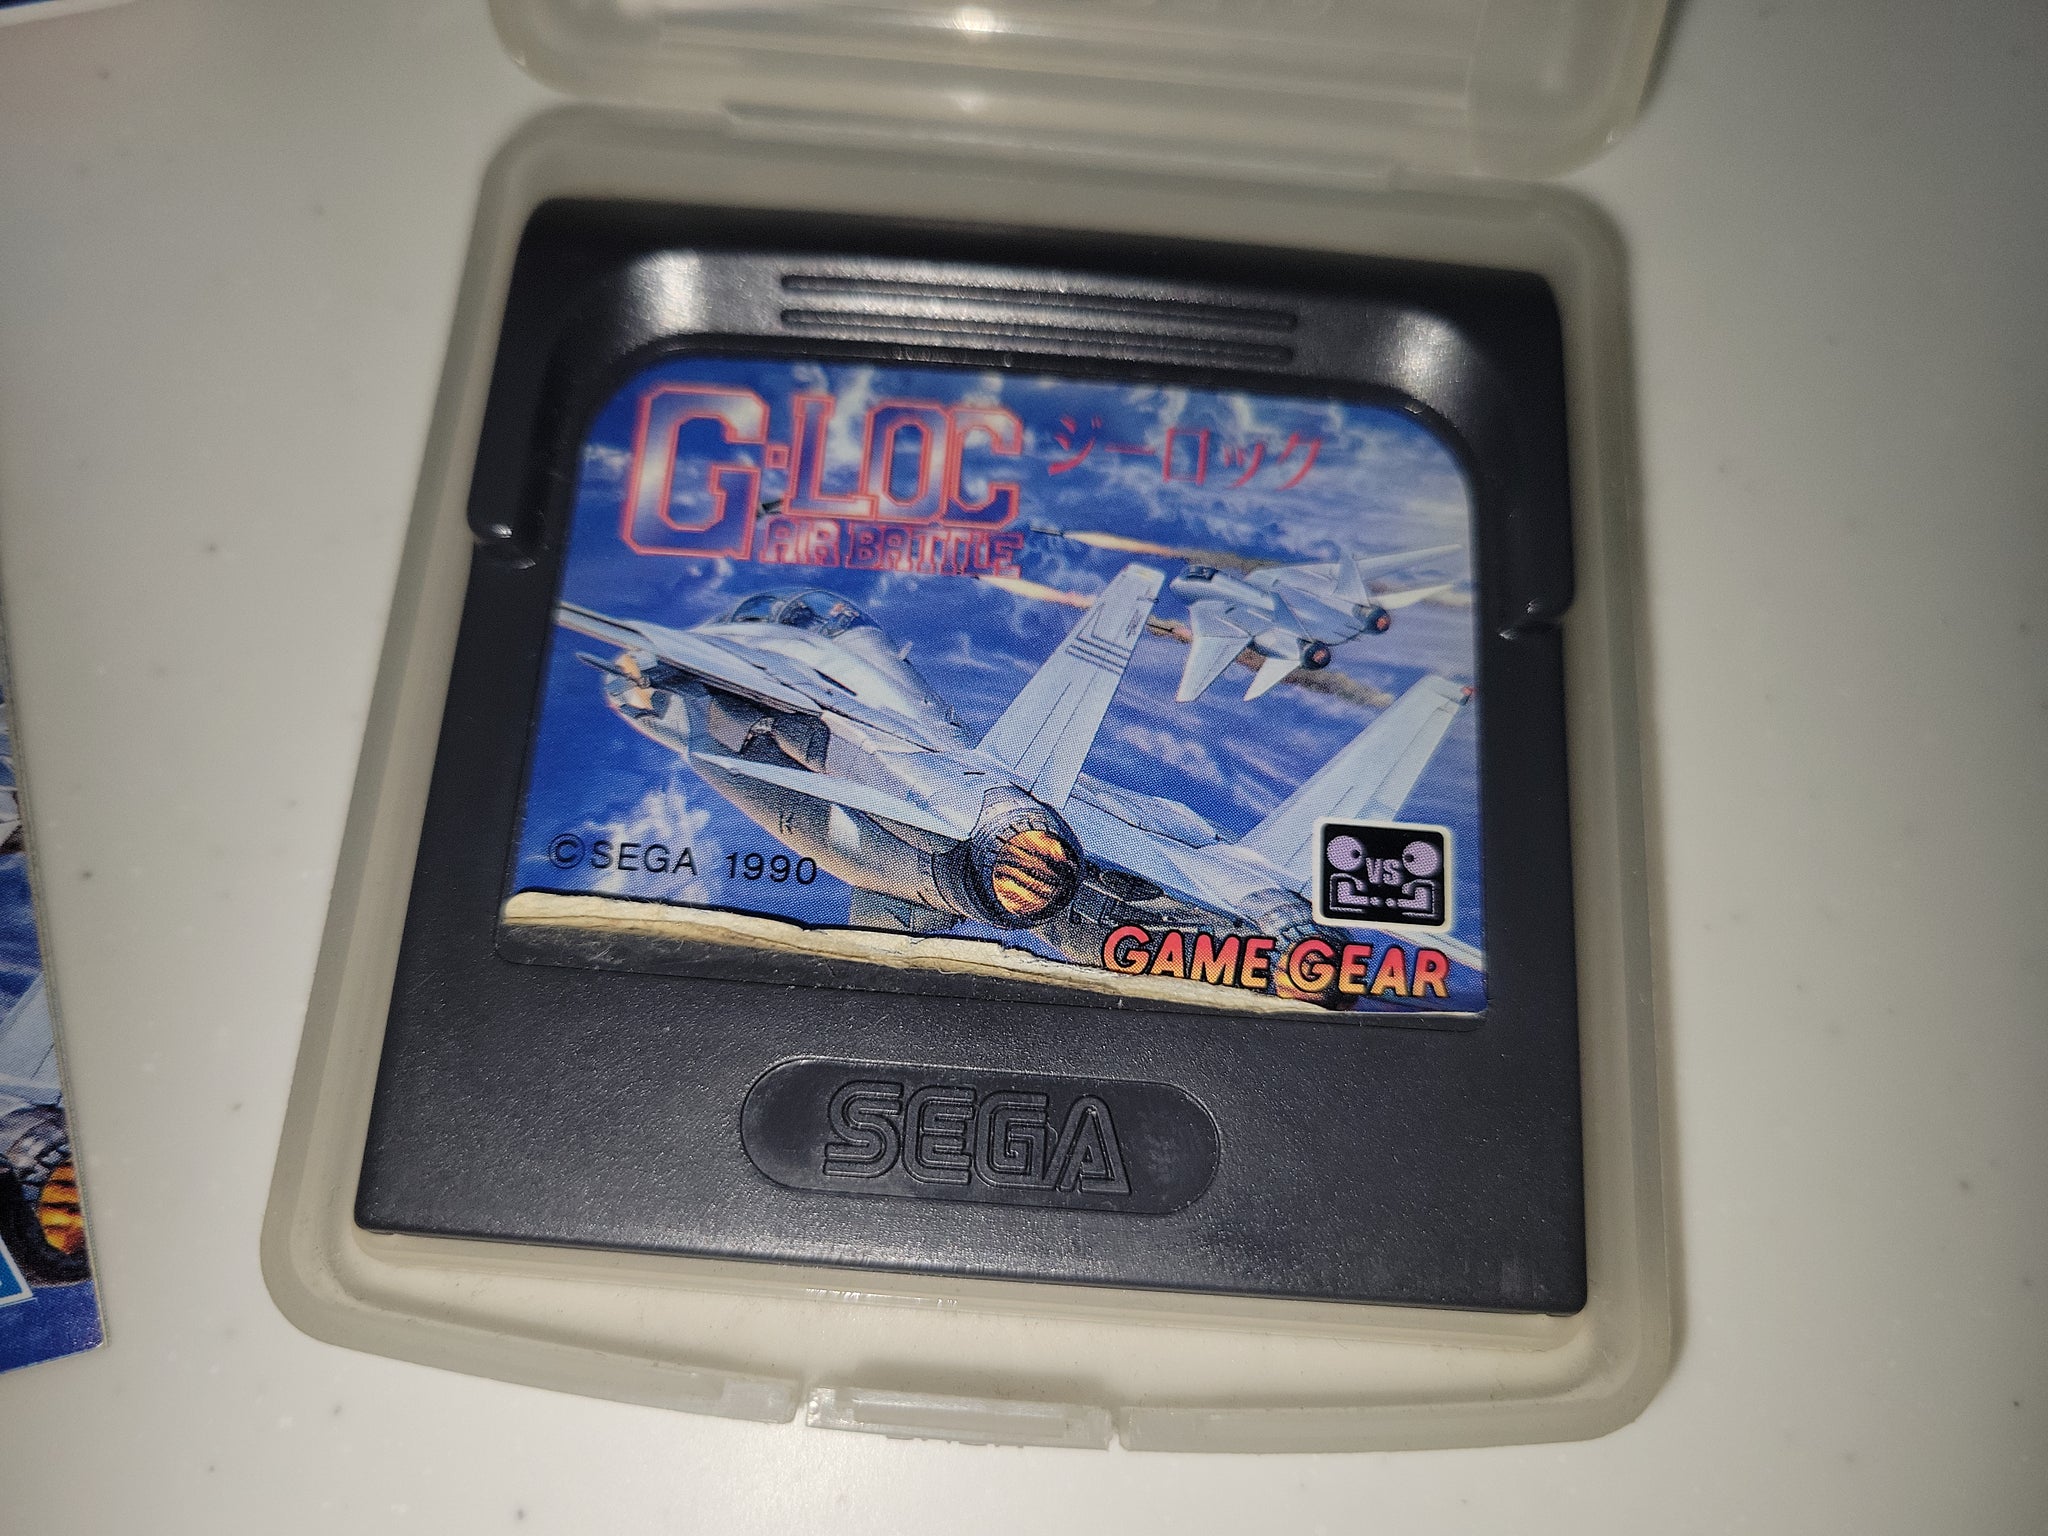 G-LOC ジーロック
AIR BATTLE
©SEGA 1990
VS
GAME GEAR
SEGA